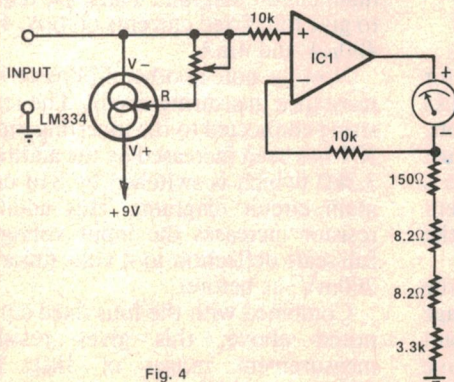 10k
+
IC1
−
+
−
V−
INPUT
R
LM334
V+
10k
150Ω
+9V
8.2Ω
8.2Ω
3.3k
Fig. 4